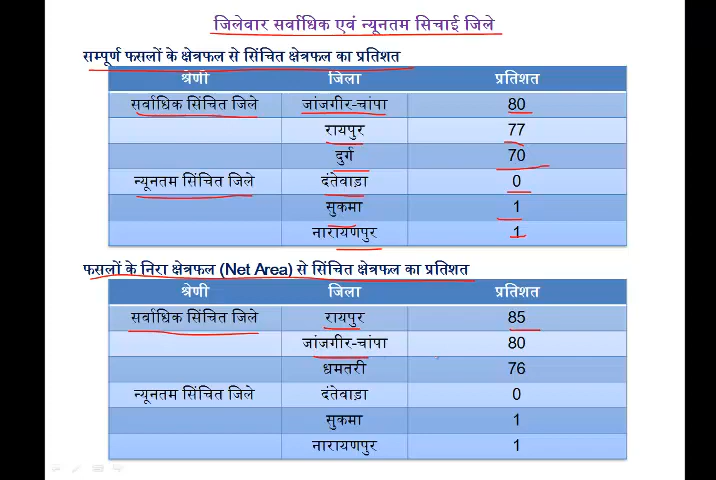 जिलेवार सर्वाधिक एवं न्यूनतम सिचाई जिले
सम्पूर्ण फसलों के क्षेत्रफल से सिंचित क्षेत्रफल का प्रतिशत
श्रेणी जिला प्रतिशत
सर्वाधिक सिंचित जिले जांजगीर-चांपा 80
रायपुर 77
दुर्ग 70
न्यूनतम सिंचित जिले दंतेवाड़ा 0
सुकमा 1
नारायणपुर 1
फसलों के निरा क्षेत्रफल (Net Area) से सिंचित क्षेत्रफल का प्रतिशत
श्रेणी जिला प्रतिशत
सर्वाधिक सिंचित जिले रायपुर 85
जांजगीर-चांपा 80
धमतरी 76
न्यूनतम सिंचित जिले दंतेवाड़ा 0
सुकमा 1
नारायणपुर 1